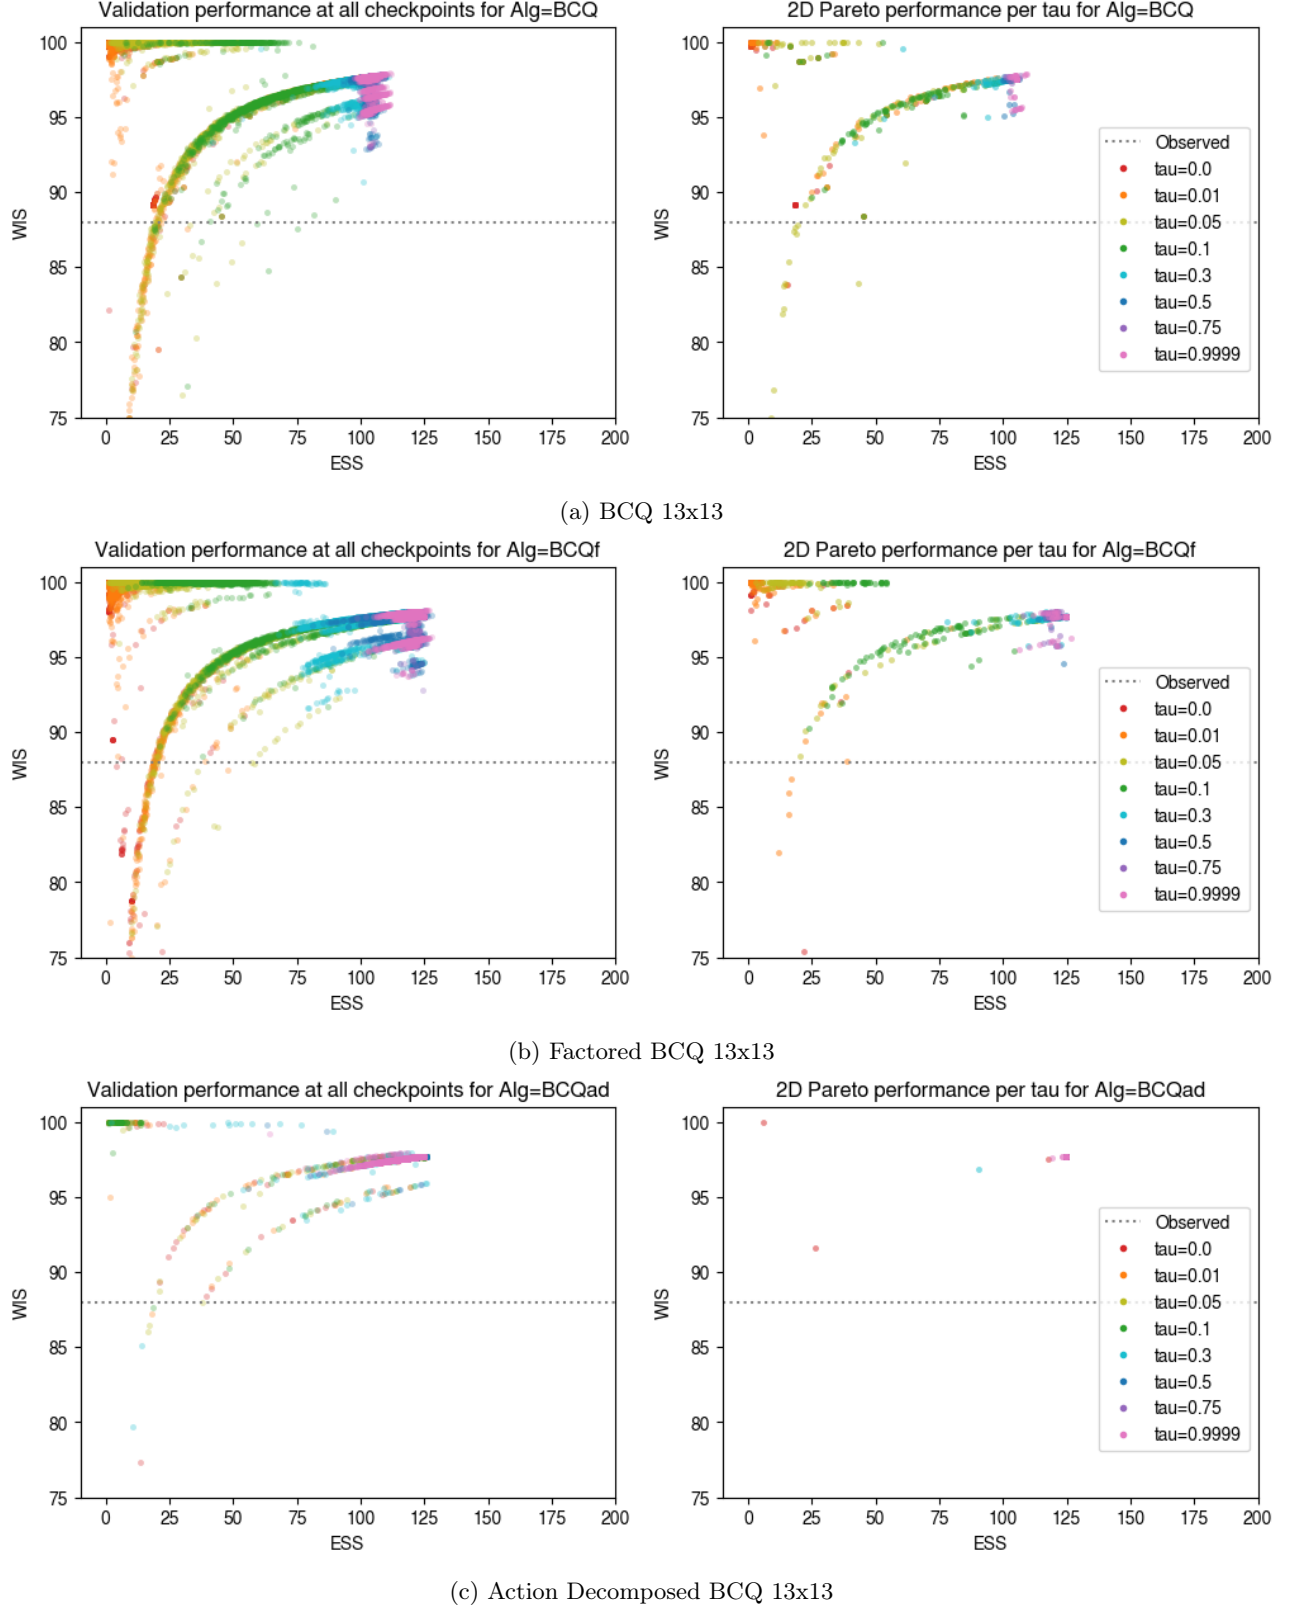 Validation performance at all checkpoints for Alg=BCQ
100
95
90
85
80
75
WIS
0 25 50 75 100 125 150 175 200
ESS
2D Pareto performance per tau for Alg=BCQ
100
95
90
85
80
75
WIS
Observed
tau=0.0
tau=0.01
tau=0.05
tau=0.1
tau=0.3
tau=0.5
tau=0.75
tau=0.9999
0 25 50 75 100 125 150 175 200
ESS
(a) BCQ 13x13
Validation performance at all checkpoints for Alg=BCQf
100
95
90
85
80
75
WIS
0 25 50 75 100 125 150 175 200
ESS
2D Pareto performance per tau for Alg=BCQf
100
95
90
85
80
75
WIS
Observed
tau=0.0
tau=0.01
tau=0.05
tau=0.1
tau=0.3
tau=0.5
tau=0.75
tau=0.9999
0 25 50 75 100 125 150 175 200
ESS
(b) Factored BCQ 13x13
Validation performance at all checkpoints for Alg=BCQad
100
95
90
85
80
75
WIS
0 25 50 75 100 125 150 175 200
ESS
2D Pareto performance per tau for Alg=BCQad
100
95
90
85
80
75
WIS
Observed
tau=0.0
tau=0.01
tau=0.05
tau=0.1
tau=0.3
tau=0.5
tau=0.75
tau=0.9999
0 25 50 75 100 125 150 175 200
ESS
(c) Action Decomposed BCQ 13x13